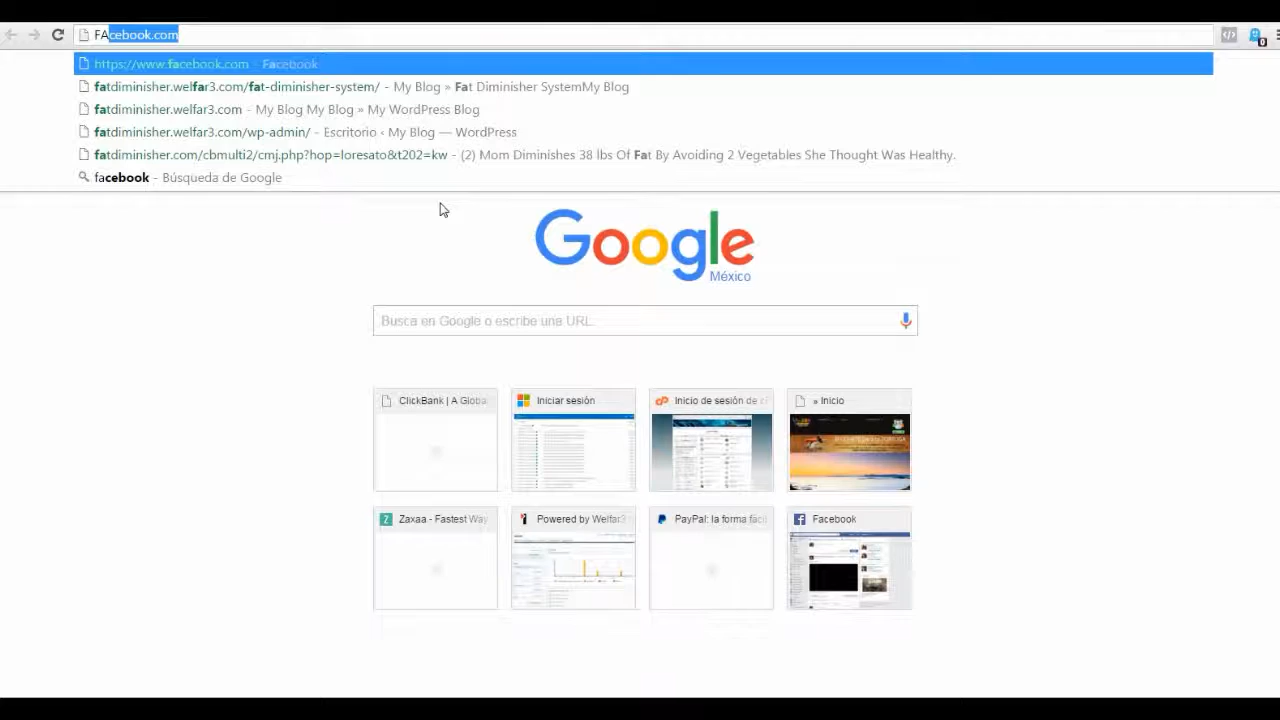 FAcebook.com
https://www.facebook.com - Facebook
fatdiminisher.welfar3.com/fat-diminisher-system/ - My Blog » Fat Diminisher SystemMy Blog
fatdiminisher.welfar3.com - My Blog My Blog » My WordPress Blog
fatdiminisher.welfar3.com/wp-admin/ - Escritorio ‹ My Blog — WordPress
fatdiminisher.com/cbmulti2/cmj.php?hop=loresato&t202=kw - (2) Mom Diminishes 38 lbs Of Fat By Avoiding 2 Vegetables She Thought Was Healthy.
facebook - Búsqueda de Google
0
Google
México
Busca en Google o escribe una URL.
ClickBank | A Globa
Iniciar sesión
Inicio de sesión de c
» Inicio
Zaxaa - Fastest Way
Powered by Welfar3
PayPal: la forma fácil
Facebook